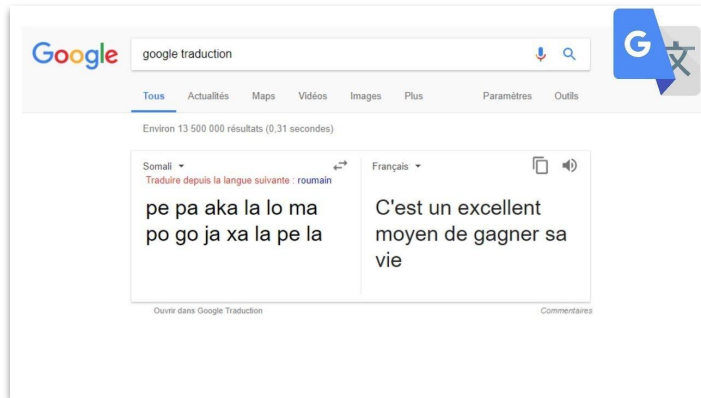 Google
google traduction
Tous Actualités Maps Vidéos Images Plus Paramètres Outils
Environ 13 500 000 résultats (0,31 secondes)
Somali Français
Traduire depuis la langue suivante : roumain
pe pa aka la lo ma
po go ja xa la pe la
C'est un excellent
moyen de gagner sa
vie
Ouvrir dans Google Traduction Commentaires
G 文